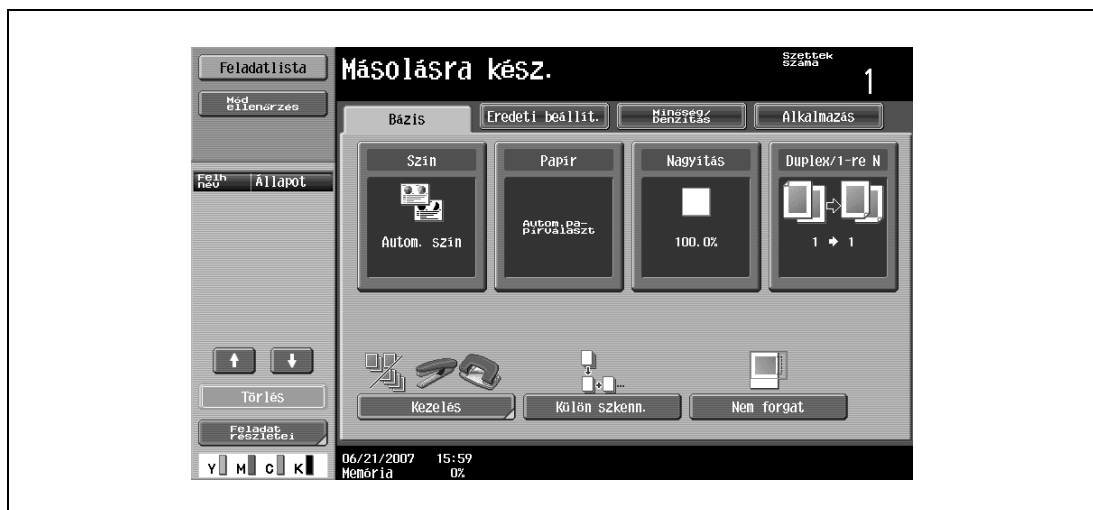 Feladatlista
Mód
ellenőrzés
Felh
név
Állapot
Törlés
Feladat
részletei
Y M C K
Másolásra kész.
Szettek
száma
1
Bázis
Eredeti beállít.
Minőség/
Denzitás
Alkalmazás
Szín
Papír
Nagyítás
Duplex/1-re N
Autom. szín
Autom.pa-
pírválaszt
100.0%
1 ➔ 1
Kezelés
Külön szkenn.
Nem forgat
06/21/2007 15:59
Memória 0%